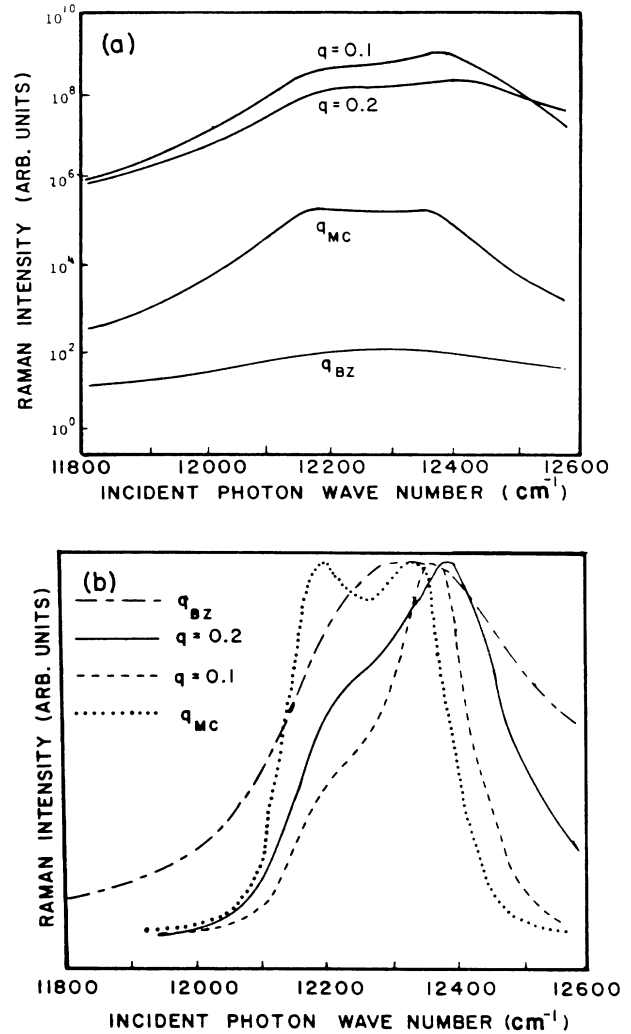 (a)
RAMAN INTENSITY (ARB. UNITS)
10^10
10^8
10^6
10^4
10^2
10^0
q = 0.1
q = 0.2
q_MC
q_BZ
11800 12000 12200 12400 12600
INCIDENT PHOTON WAVE NUMBER (cm^-1)
(b)
RAMAN INTENSITY (ARB. UNITS)
q_BZ
q = 0.2
q = 0.1
q_MC
11800 12000 12200 12400 12600
INCIDENT PHOTON WAVE NUMBER (cm^-1)